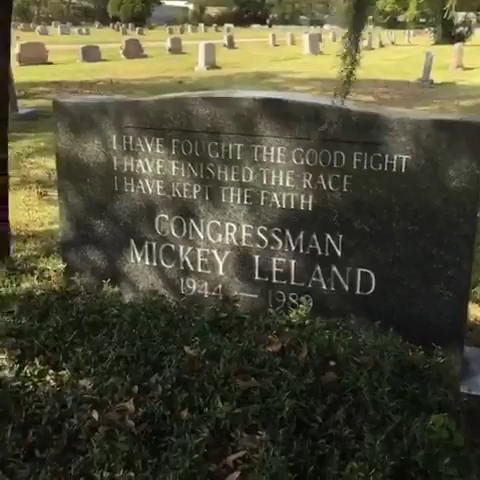 I HAVE FOUGHT THE GOOD FIGHT
I HAVE FINISHED THE RACE
I HAVE KEPT THE FAITH
CONGRESSMAN
MICKEY LELAND
1944 — 1989